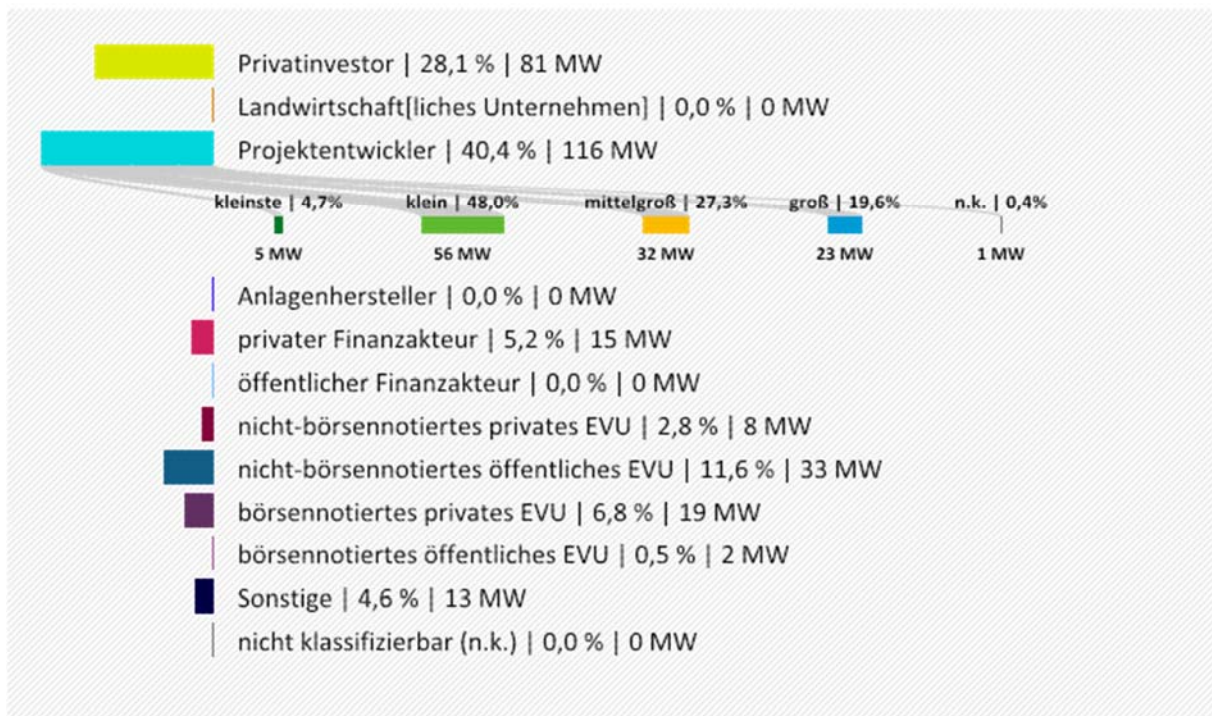 Privatinvestor | 28,1 % | 81 MW
Landwirtschaft[liches Unternehmen] | 0,0 % | 0 MW
Projektentwickler | 40,4 % | 116 MW
kleinste | 4,7% klein | 48,0% mittelgroß | 27,3% groß | 19,6% n.k. | 0,4%
5 MW 56 MW 32 MW 23 MW 1 MW
Anlagenhersteller | 0,0 % | 0 MW
privater Finanzakteur | 5,2 % | 15 MW
öffentlicher Finanzakteur | 0,0 % | 0 MW
nicht-börsennotiertes privates EVU | 2,8 % | 8 MW
nicht-börsennotiertes öffentliches EVU | 11,6 % | 33 MW
börsennotiertes privates EVU | 6,8 % | 19 MW
börsennotiertes öffentliches EVU | 0,5 % | 2 MW
Sonstige | 4,6 % | 13 MW
nicht klassifizierbar (n.k.) | 0,0 % | 0 MW